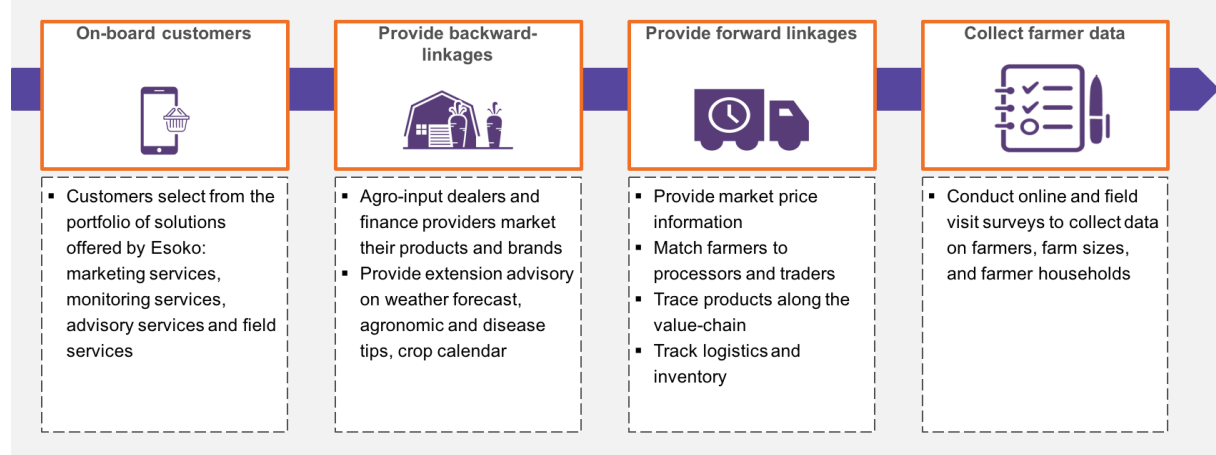 On-board customers
Provide backward-
linkages
Provide forward linkages
Collect farmer data
▪ Customers select from the
portfolio of solutions
offered by Esoko:
marketing services,
monitoring services,
advisory services and field
services
▪ Agro-input dealers and
finance providers market
their products and brands
▪ Provide extension advisory
on weather forecast,
agronomic and disease
tips, crop calendar
▪ Provide market price
information
▪ Match farmers to
processors and traders
▪ Trace products along the
value-chain
▪ Track logistics and
inventory
▪ Conduct online and field
visit surveys to collect data
on farmers, farm sizes,
and farmer households